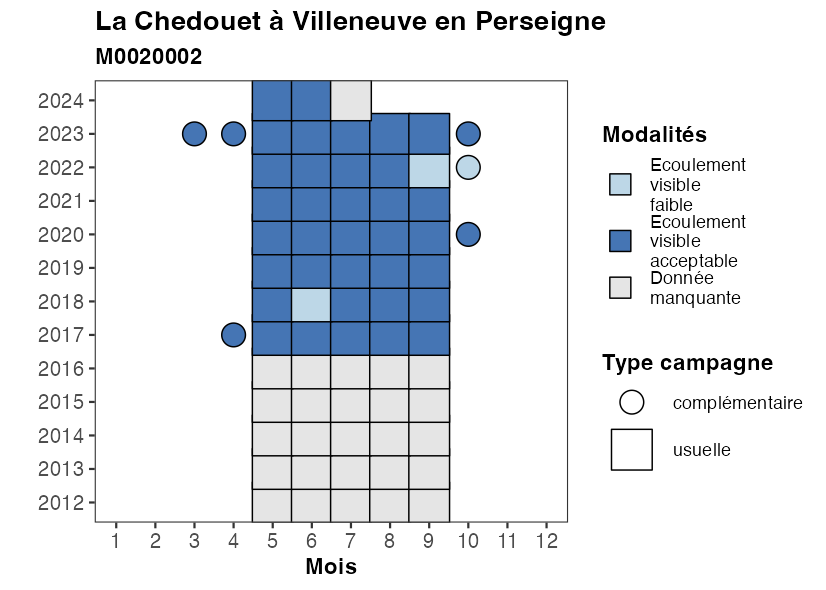 La Chedouet à Villeneuve en Perseigne
M0020002
2024
2023
2022
2021
2020
2019
2018
2017
2016
2015
2014
2013
2012
1 2 3 4 5 6 7 8 9 10 11 12
Mois
Modalités
Ecoulement
visible
faible
Ecoulement
visible
acceptable
Donnée
manquante
Type campagne
complémentaire
usuelle